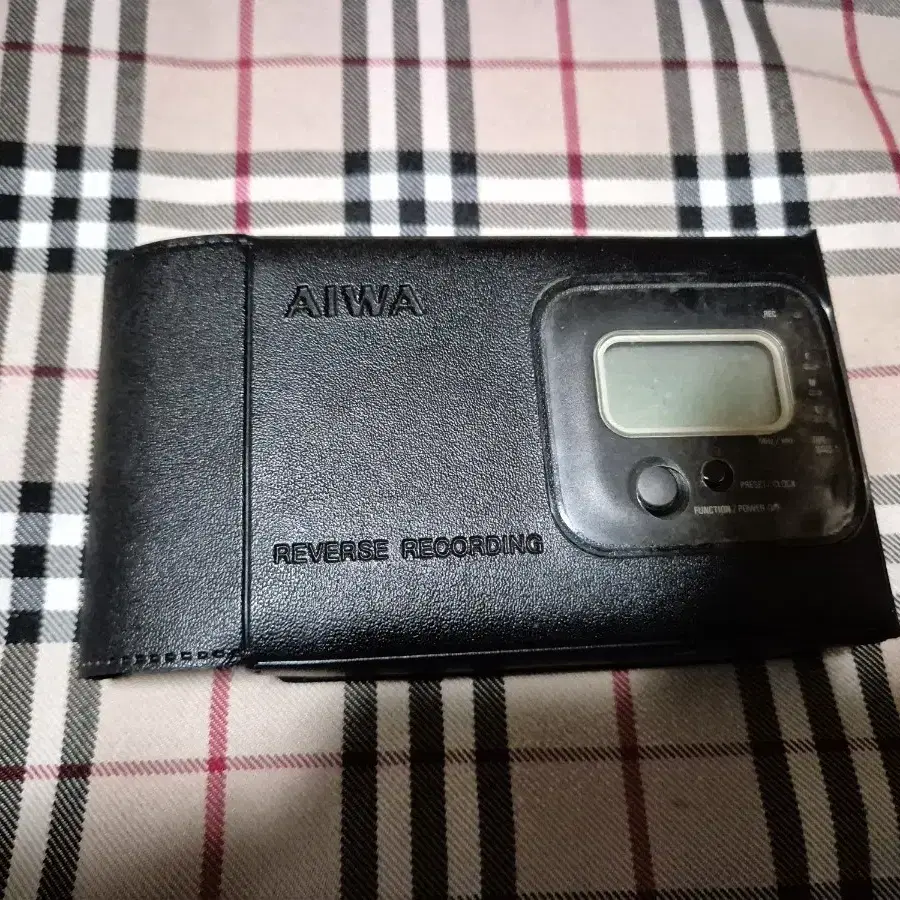 AIWA
REC
PRESET / CLOCK
FUNCTION / POWER
REVERSE RECORDING